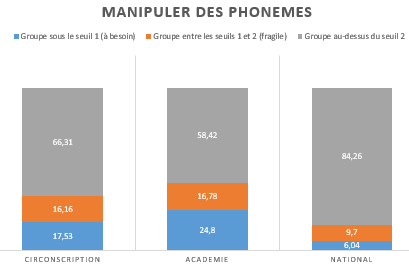 MANIPULER DES PHONEMES
Groupe sous le seuil 1 (à besoin) Groupe entre les seuils 1 et 2 (fragile) Groupe au-dessus du seuil 2
66,31 58,42 84,26
16,16 16,78 9,7
17,53 24,8 6,04
CIRCONSCRIPTION ACADEMIE NATIONAL